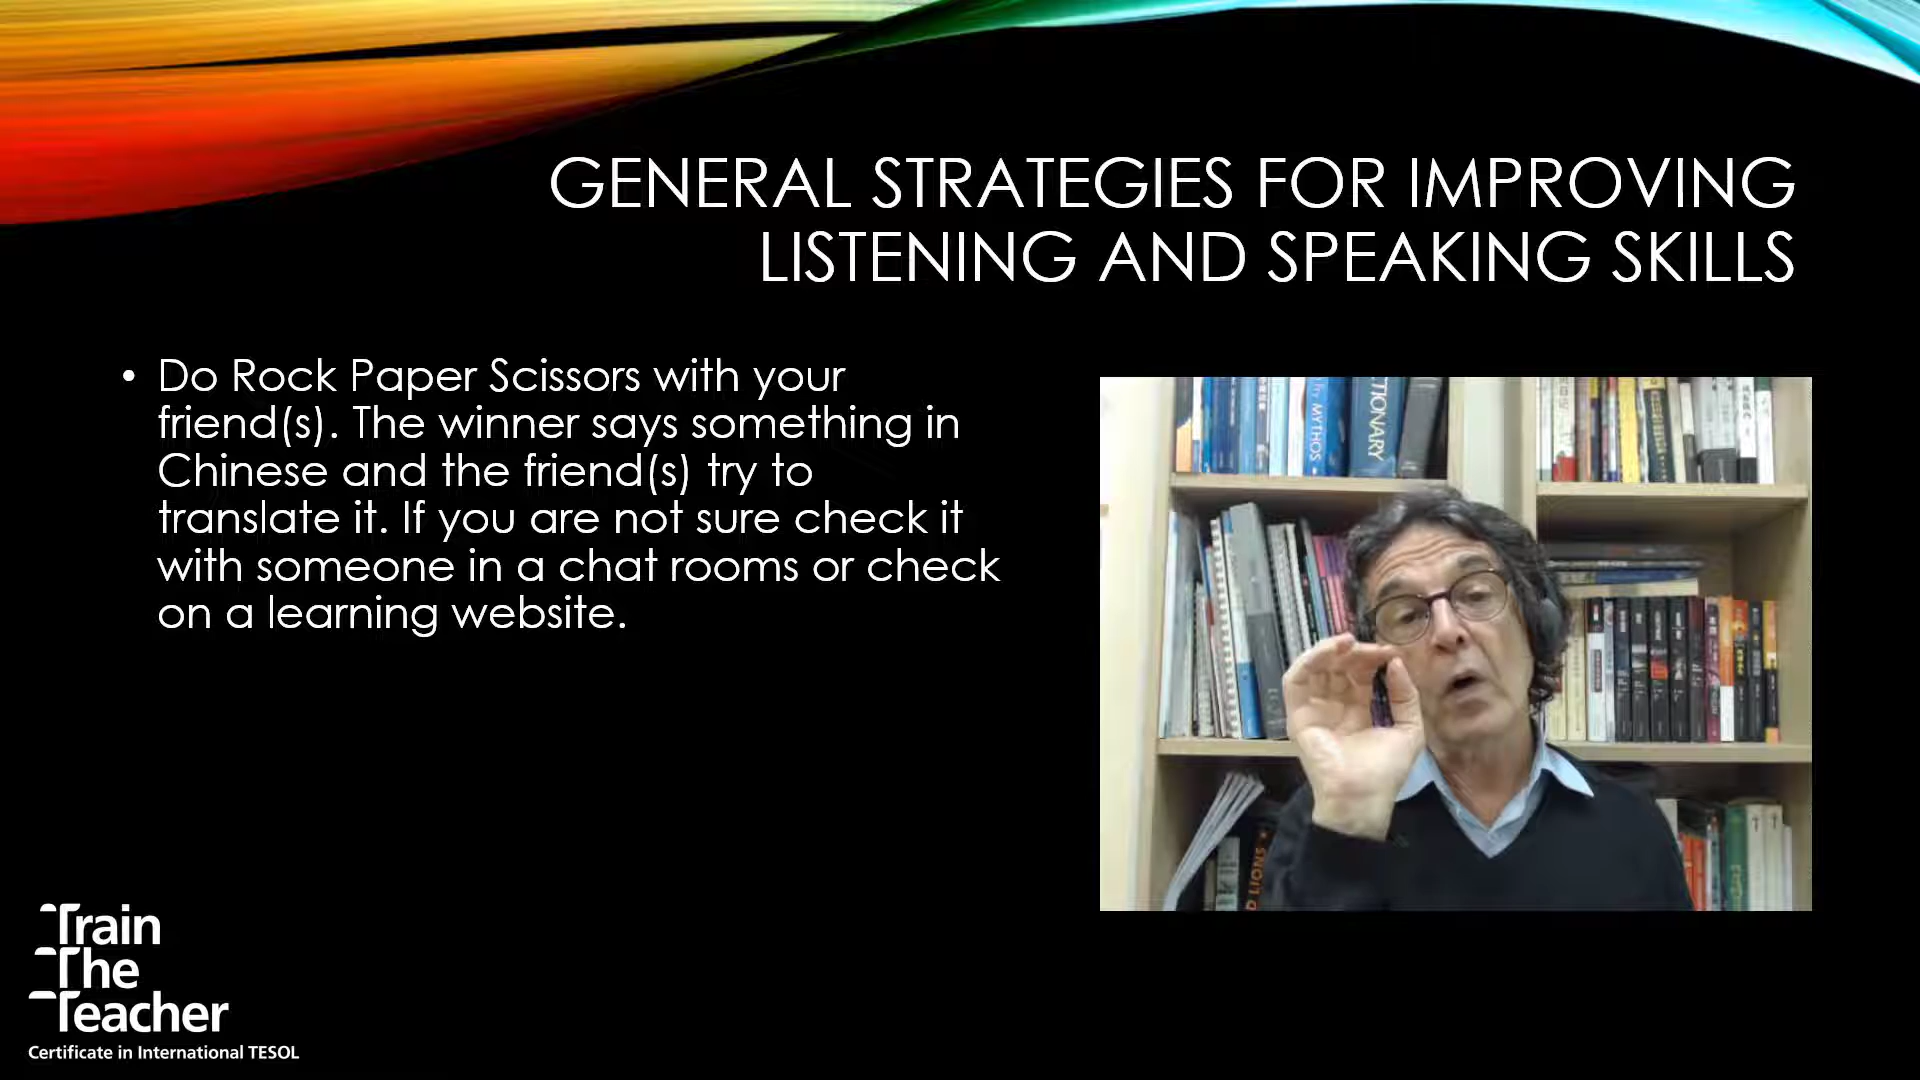 GENERAL STRATEGIES FOR IMPROVING
LISTENING AND SPEAKING SKILLS
• Do Rock Paper Scissors with your
friend(s). The winner says something in
Chinese and the friend(s) try to
translate it. If you are not sure check it
with someone in a chat rooms or check
on a learning website.
MYTHOS
CTIONARY
D LIONS
Train
The
Teacher
Certificate in International TESOL